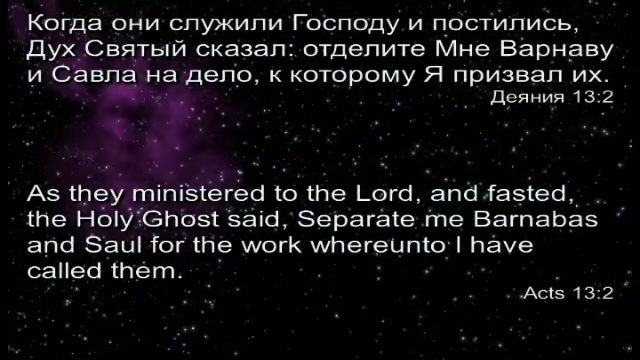 Когда они служили Господу и постились,
Дух Святый сказал: отделите Мне Варнаву
и Савла на дело, к которому Я призвал их.
Деяния 13:2
As they ministered to the Lord, and fasted,
the Holy Ghost said, Separate me Barnabas
and Saul for the work whereunto I have
called them.
Acts 13:2